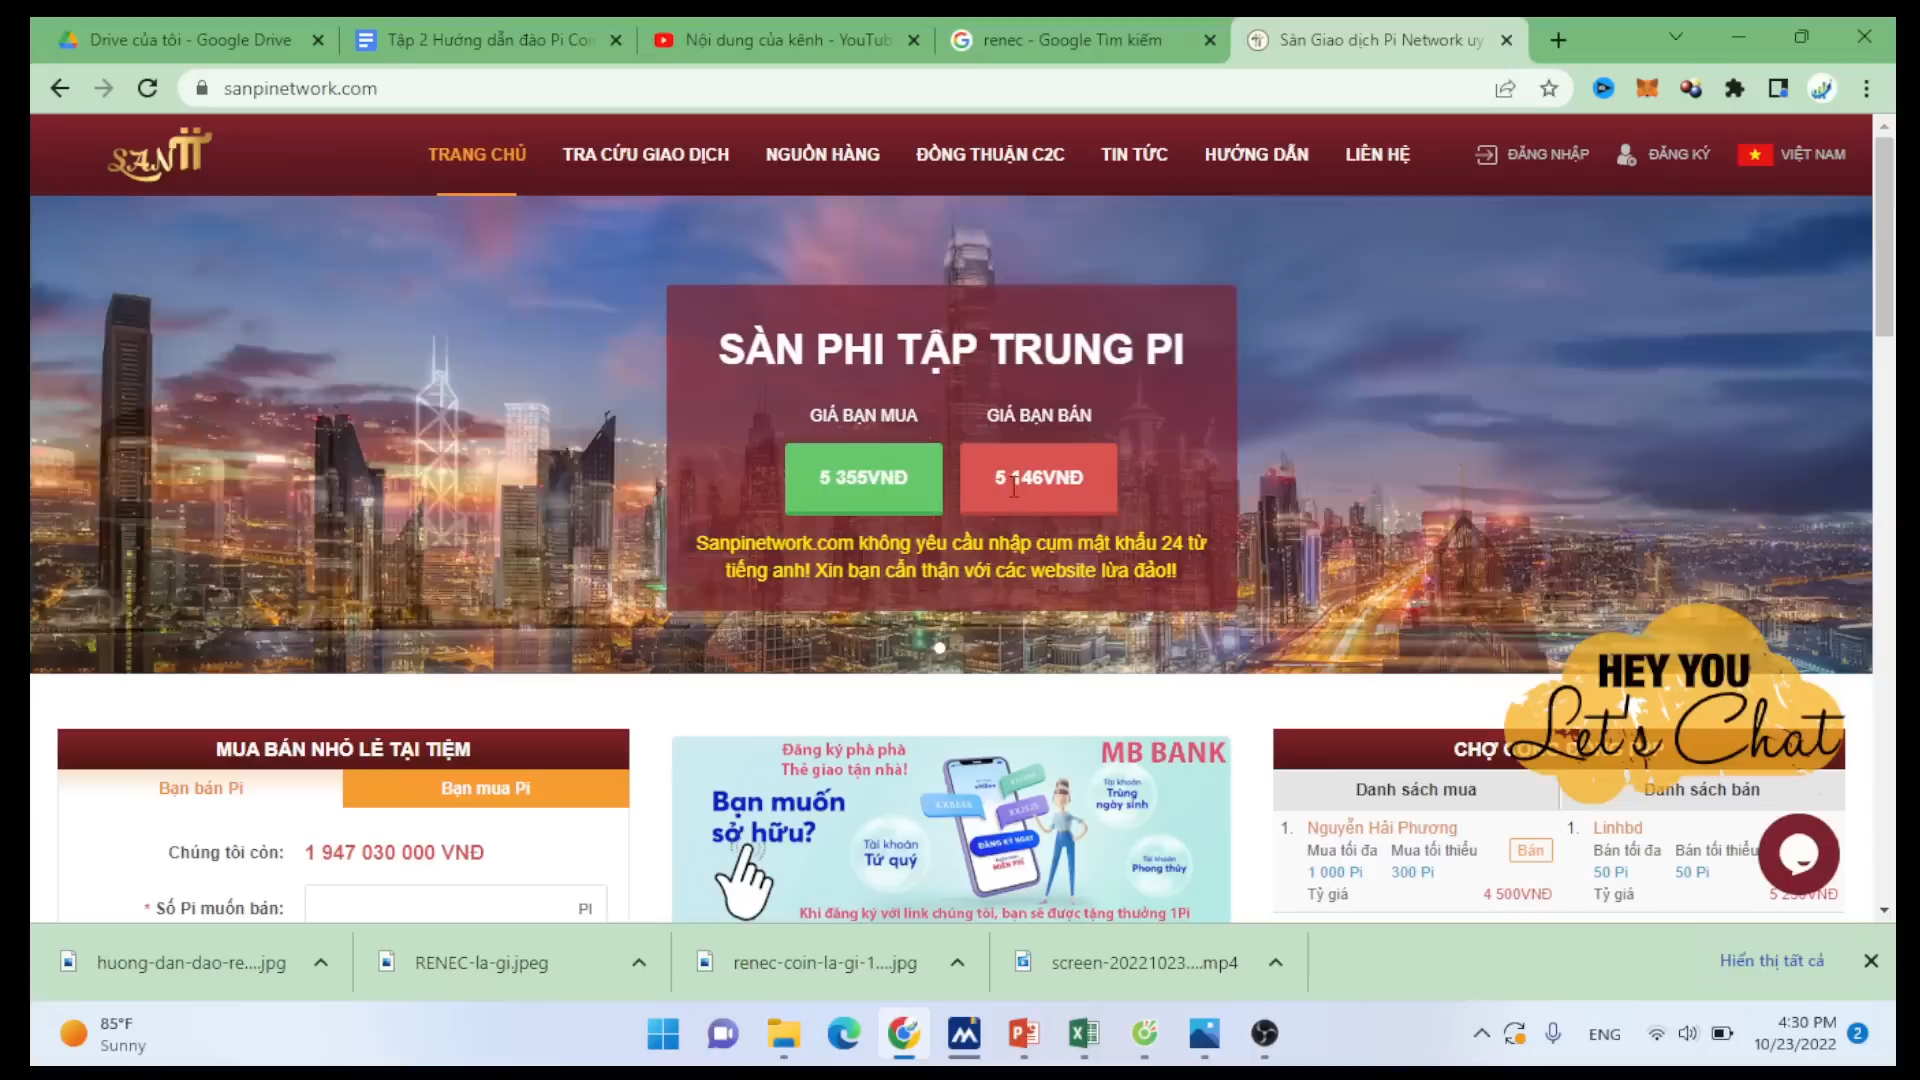 Drive của tôi - Google Drive
Tập 2 Hướng dẫn đào Pi Coi
Nội dung của kênh - YouTub
renec - Google Tìm kiếm
Sàn Giao dịch Pi Network uy
sanpinetwork.com
SAN
TRANG CHỦ
TRA CỨU GIAO DỊCH
NGUỒN HÀNG
ĐỒNG THUẬN C2C
TIN TỨC
HƯỚNG DẪN
LIÊN HỆ
ĐĂNG NHẬP
ĐĂNG KÝ
VIỆT NAM
SÀN PHI TẬP TRUNG PI
GIÁ BẠN MUA
GIÁ BẠN BÁN
5 355VNĐ
5 146VNĐ
Sanpinetwork.com không yêu cầu nhập cụm mật khẩu 24 từ
tiếng anh! Xin bạn cẩn thận với các website lừa đảo!!
HEY YOU
Let's Chat
MUA BÁN NHỎ LẺ TẠI TIỆM
Bạn bán Pi
Bạn mua Pi
Chúng tôi còn: 1 947 030 000 VNĐ
* Số Pi muốn bán:
PI
Đăng ký phà phà
Thẻ giao tận nhà!
MB BANK
Bạn muốn
sở hữu?
Tài khoản
Tứ quý
Tài khoản
Trùng
ngày sinh
ĐĂNG KÝ NGAY
Tài khoản
Phong thủy
Khi đăng ký với link chúng tôi, bạn sẽ được tặng thưởng 1Pi
CHỢ
Danh sách mua
Danh sách bán
1. Nguyễn Hải Phương
Mua tối đa Mua tối thiểu
1 000 Pi 300 Pi
Bán
Tỷ giá 4 500VNĐ
1. Linhbd
Bán tối đa Bán tối thiểu
50 Pi 50 Pi
Tỷ giá
huong-dan-dao-re....jpg
RENEC-la-gi.jpeg
renec-coin-la-gi-1....jpg
screen-20221023....mp4
Hiển thị tất cả
85°F
Sunny
ENG
4:30 PM
10/23/2022
2